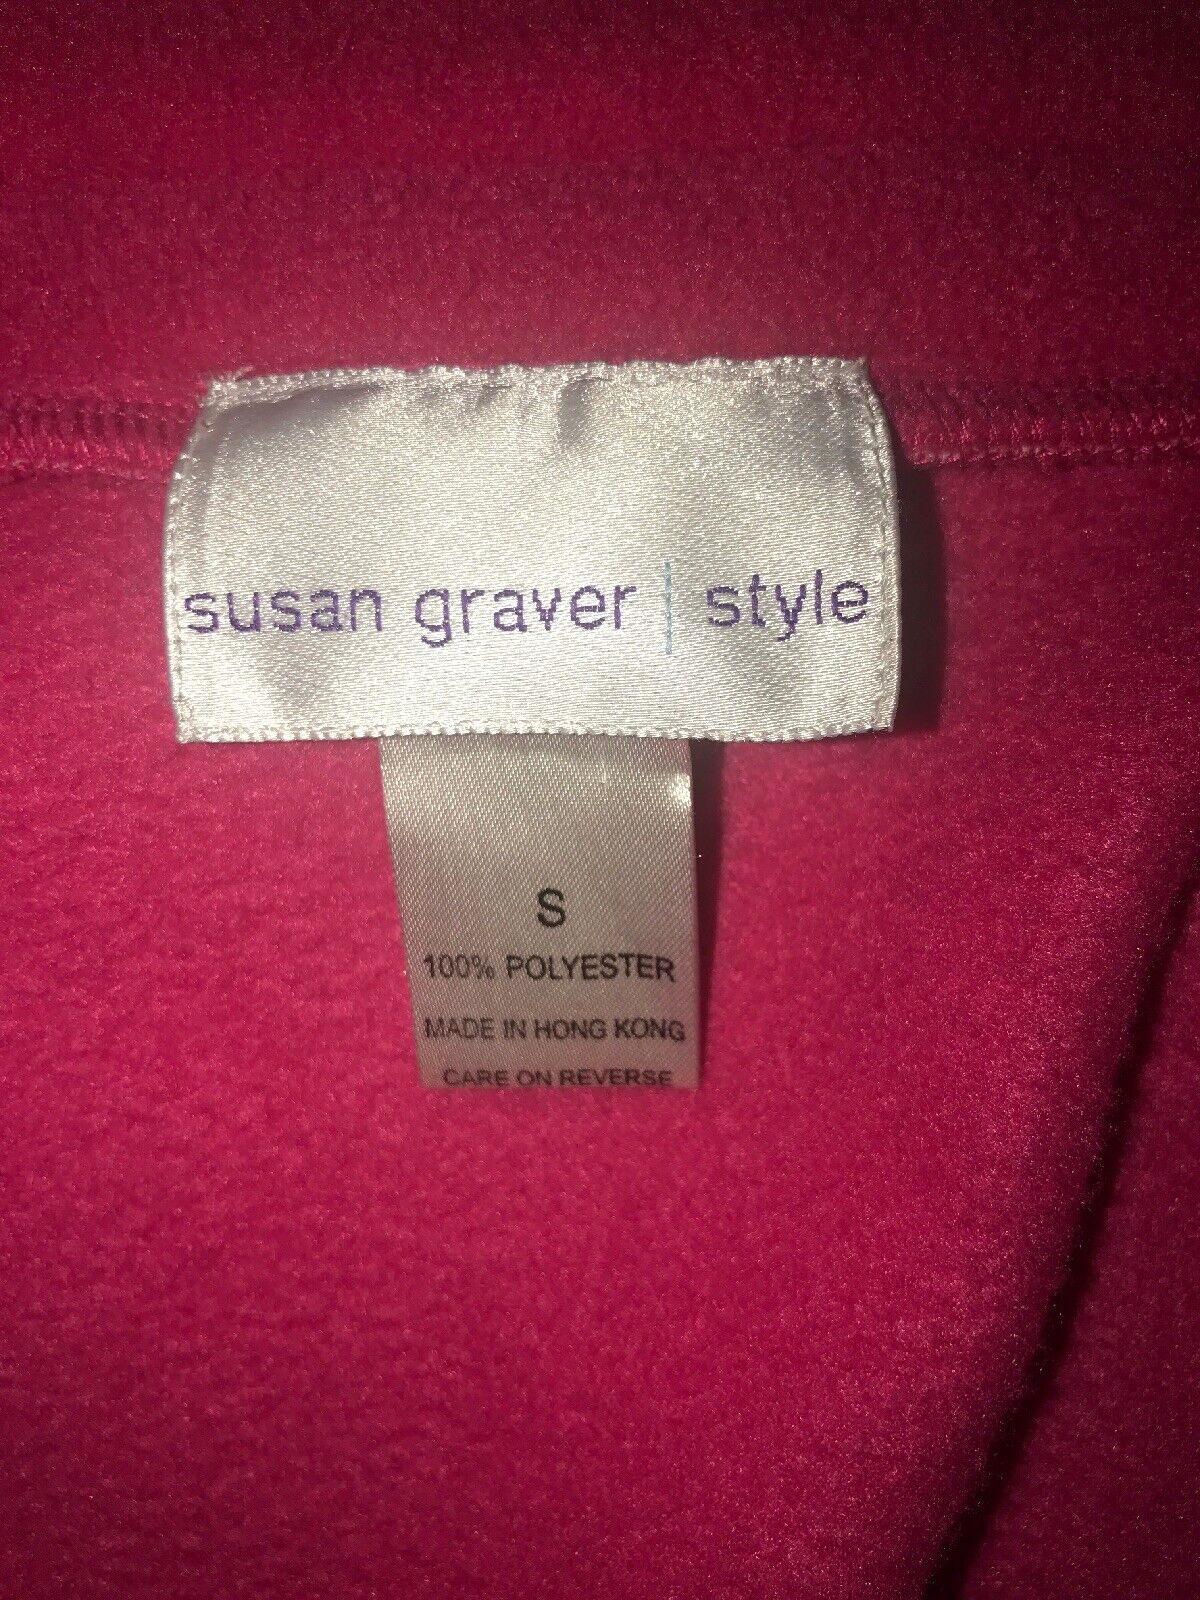 susan graver | style
S
100% POLYESTER
MADE IN HONG KONG
CARE ON REVERSE